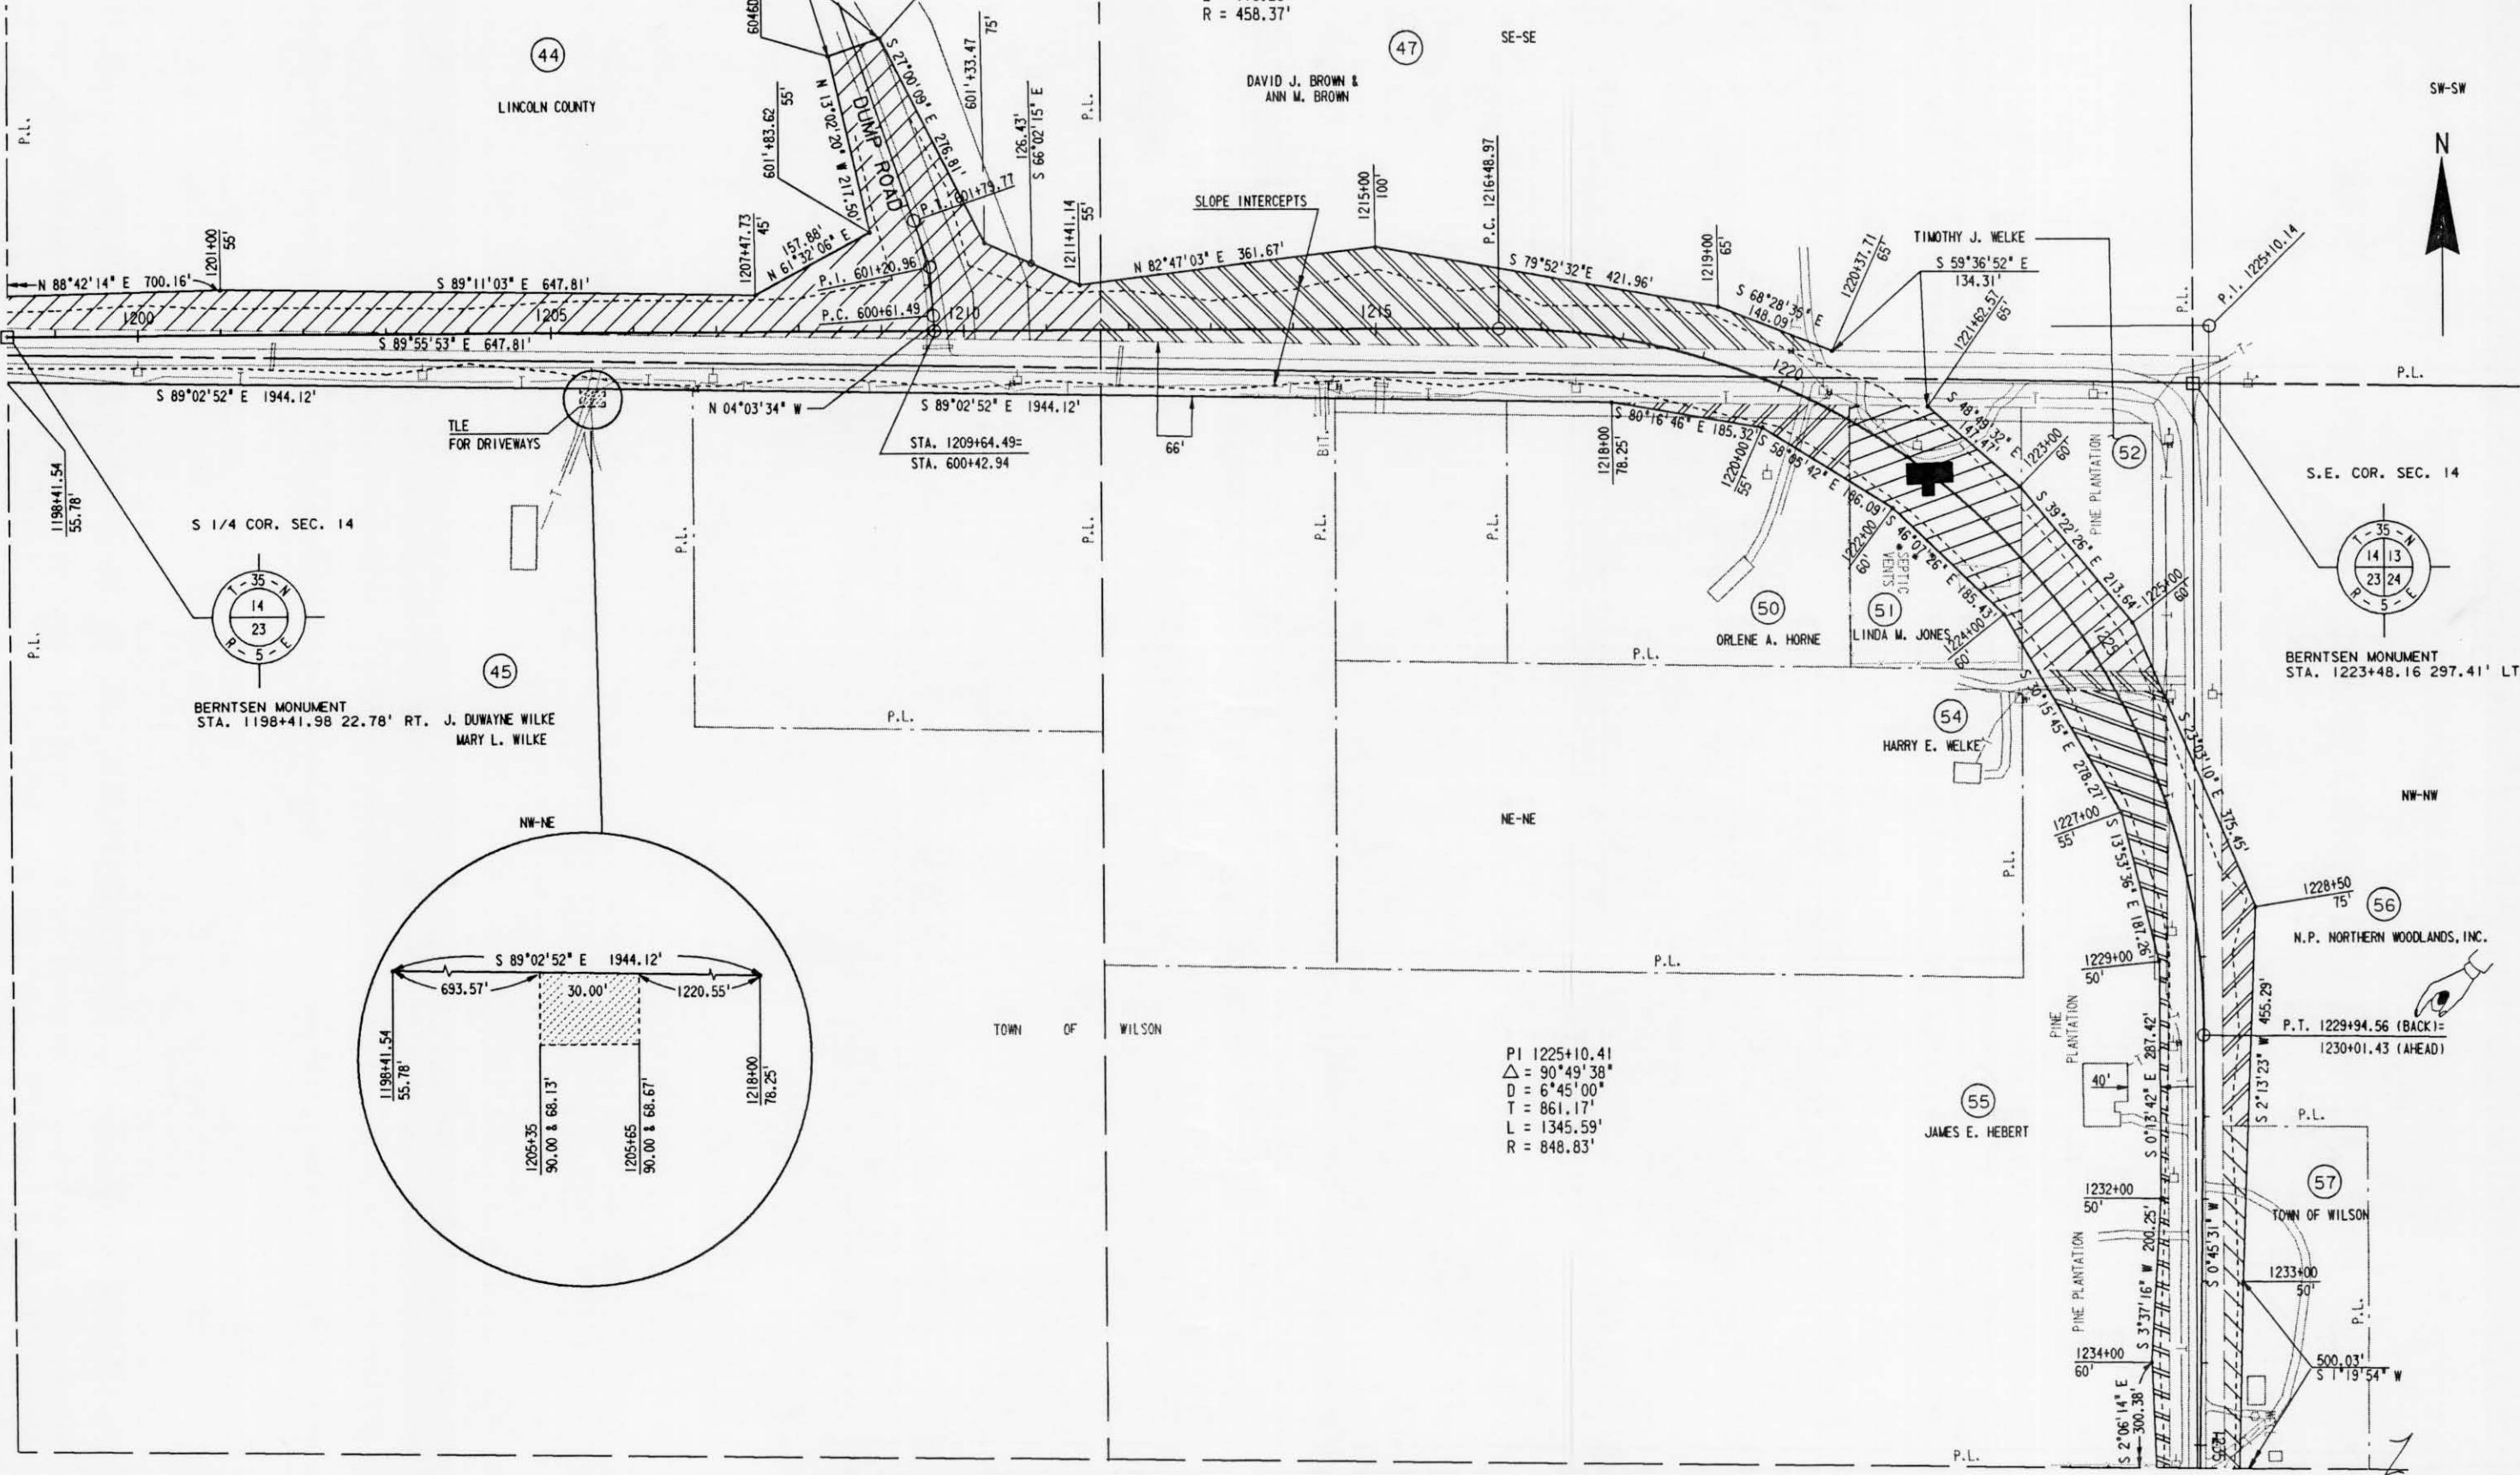 R = 458.37'
44
LINCOLN COUNTY
47
SE-SE
DAVID J. BROWN &
ANN M. BROWN
SW-SW
N
P.L.
P.L.
DUMP ROAD
N 13°02'20" W 217.50'
S 27°00'09" E 276.81'
601'+33.47
75'
126.43'
S 66°02'15" E
601'+83.62
55'
P.T. 601+79.77
P.I. 601+20.96
P.C. 600+61.49
1211+41.14
55'
1207+47.73
45'
157.88'
N 61°32'06" E
1201+00
55'
N 88°42'14" E 700.16'
S 89°11'03" E 647.81'
1200
1205
1210
1215
1220
1225
S 89°55'53" E 647.81'
S 89°02'52" E 1944.12'
N 04°03'34" W
S 89°02'52" E 1944.12'
STA. 1209+64.49=
STA. 600+42.94
66'
TLE
FOR DRIVEWAYS
SLOPE INTERCEPTS
N 82°47'03" E 361.67'
1215+00
100'
P.C. 1216+48.97
S 79°52'32"E 421.96'
1219+00
65'
S 68°28'36" E
148.09'
1220+37.71
65'
TIMOTHY J. WELKE
S 59°36'52" E
134.31'
1221+62.57
65'
P.L.
P.I. 1225+10.14
P.L.
BIT.
1218+00
78.25'
S 80°16'46" E 185.32'
1220+00
55'
S 58°05'42" E 186.09'
S 48°49'32" E
147.47'
1223+00
60'
PINE PLANTATION
52
S.E. COR. SEC. 14
T-35-N
14 13
23 24
R-5-E
BERNTSEN MONUMENT
STA. 1223+48.16 297.41' LT
1198+41.54
55.78'
S 1/4 COR. SEC. 14
T-35-N
14
23
R-5-E
BERNTSEN MONUMENT
STA. 1198+41.98 22.78' RT.
45
J. DUWAYNE WILKE
MARY L. WILKE
P.L.
P.L.
P.L.
P.L.
P.L.
P.L.
1222+00
60'
S 46°07'26" E 185.43'
SEPTIC
VENTS
S 39°22'26" E 213.64'
1225+00
60'
50
ORLENE A. HORNE
51
LINDA M. JONES
1224+00
60'
P.L.
S 30°15'45" E 278.27'
54
HARRY E. WELKE
S 23°03'10" E 375.45'
NW-NW
NW-NE
NE-NE
1227+00
55'
P.L.
S 13°53'36" E 187.26'
1228+50
75'
56
N.P. NORTHERN WOODLANDS, INC.
1229+00
50'
P.L.
S 89°02'52" E 1944.12'
693.57'
30.00'
1220.55'
1198+41.54
55.78'
1205+35
90.00 & 68.13'
1205+65
90.00 & 68.67'
1218+00
78.25'
TOWN OF WILSON
PI 1225+10.41
△ = 90°49'38"
D = 6°45'00"
T = 861.17'
L = 1345.59'
R = 848.83'
PINE
PLANTATION
S 0°13'42" E 287.42'
S 2°13'23" W 455.29'
P.T. 1229+94.56 (BACK)=
1230+01.43 (AHEAD)
40'
55
JAMES E. HEBERT
P.L.
57
TOWN OF WILSON
1232+00
50'
S 3°37'16" W 200.25'
S 0°45'31" W
PINE PLANTATION
1233+00
50'
P.L.
1234+00
60'
S 2°06'14" E
300.38'
500.03'
S 1°19'54" W
1235
P.L.